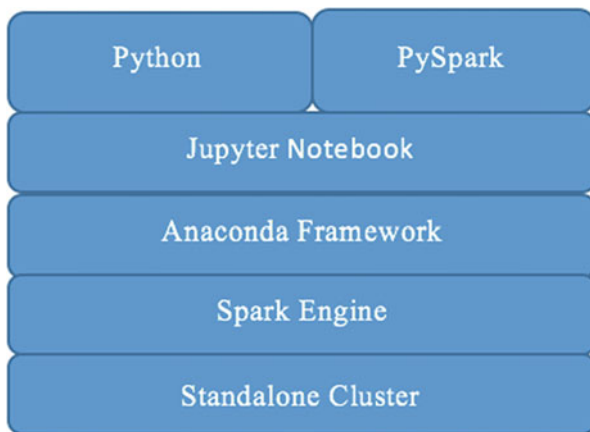 Python PySpark
Jupyter Notebook
Anaconda Framework
Spark Engine
Standalone Cluster